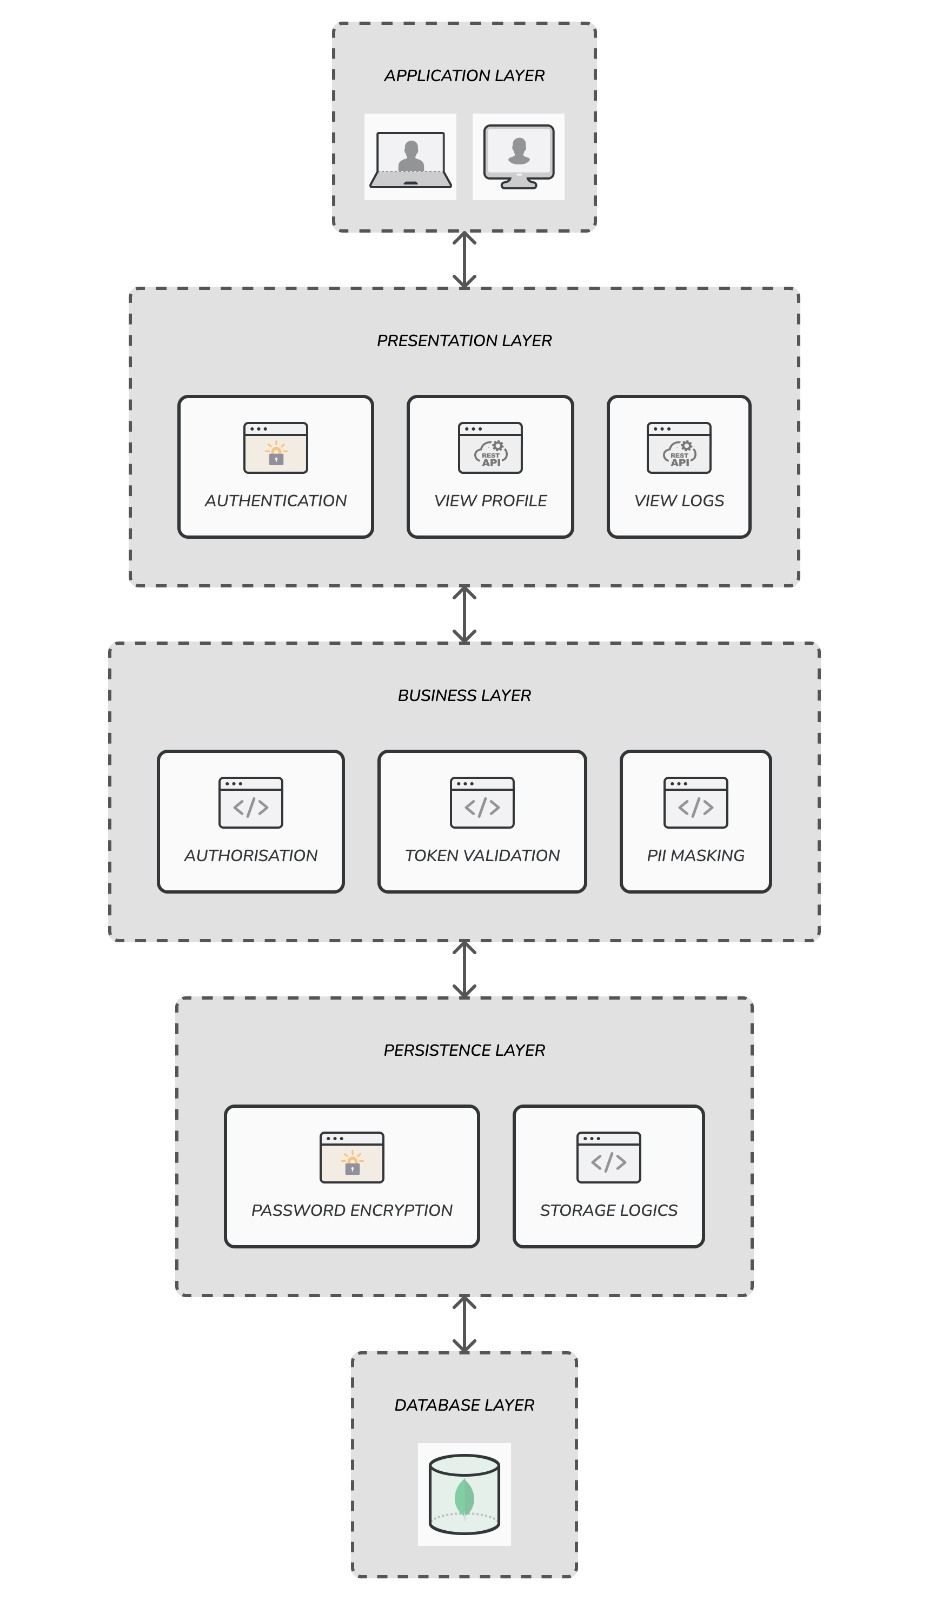 APPLICATION LAYER
PRESENTATION LAYER
REST
API
REST
API
AUTHENTICATION
VIEW PROFILE
VIEW LOGS
BUSINESS LAYER
AUTHORISATION
TOKEN VALIDATION
PII MASKING
PERSISTENCE LAYER
PASSWORD ENCRYPTION
STORAGE LOGICS
DATABASE LAYER